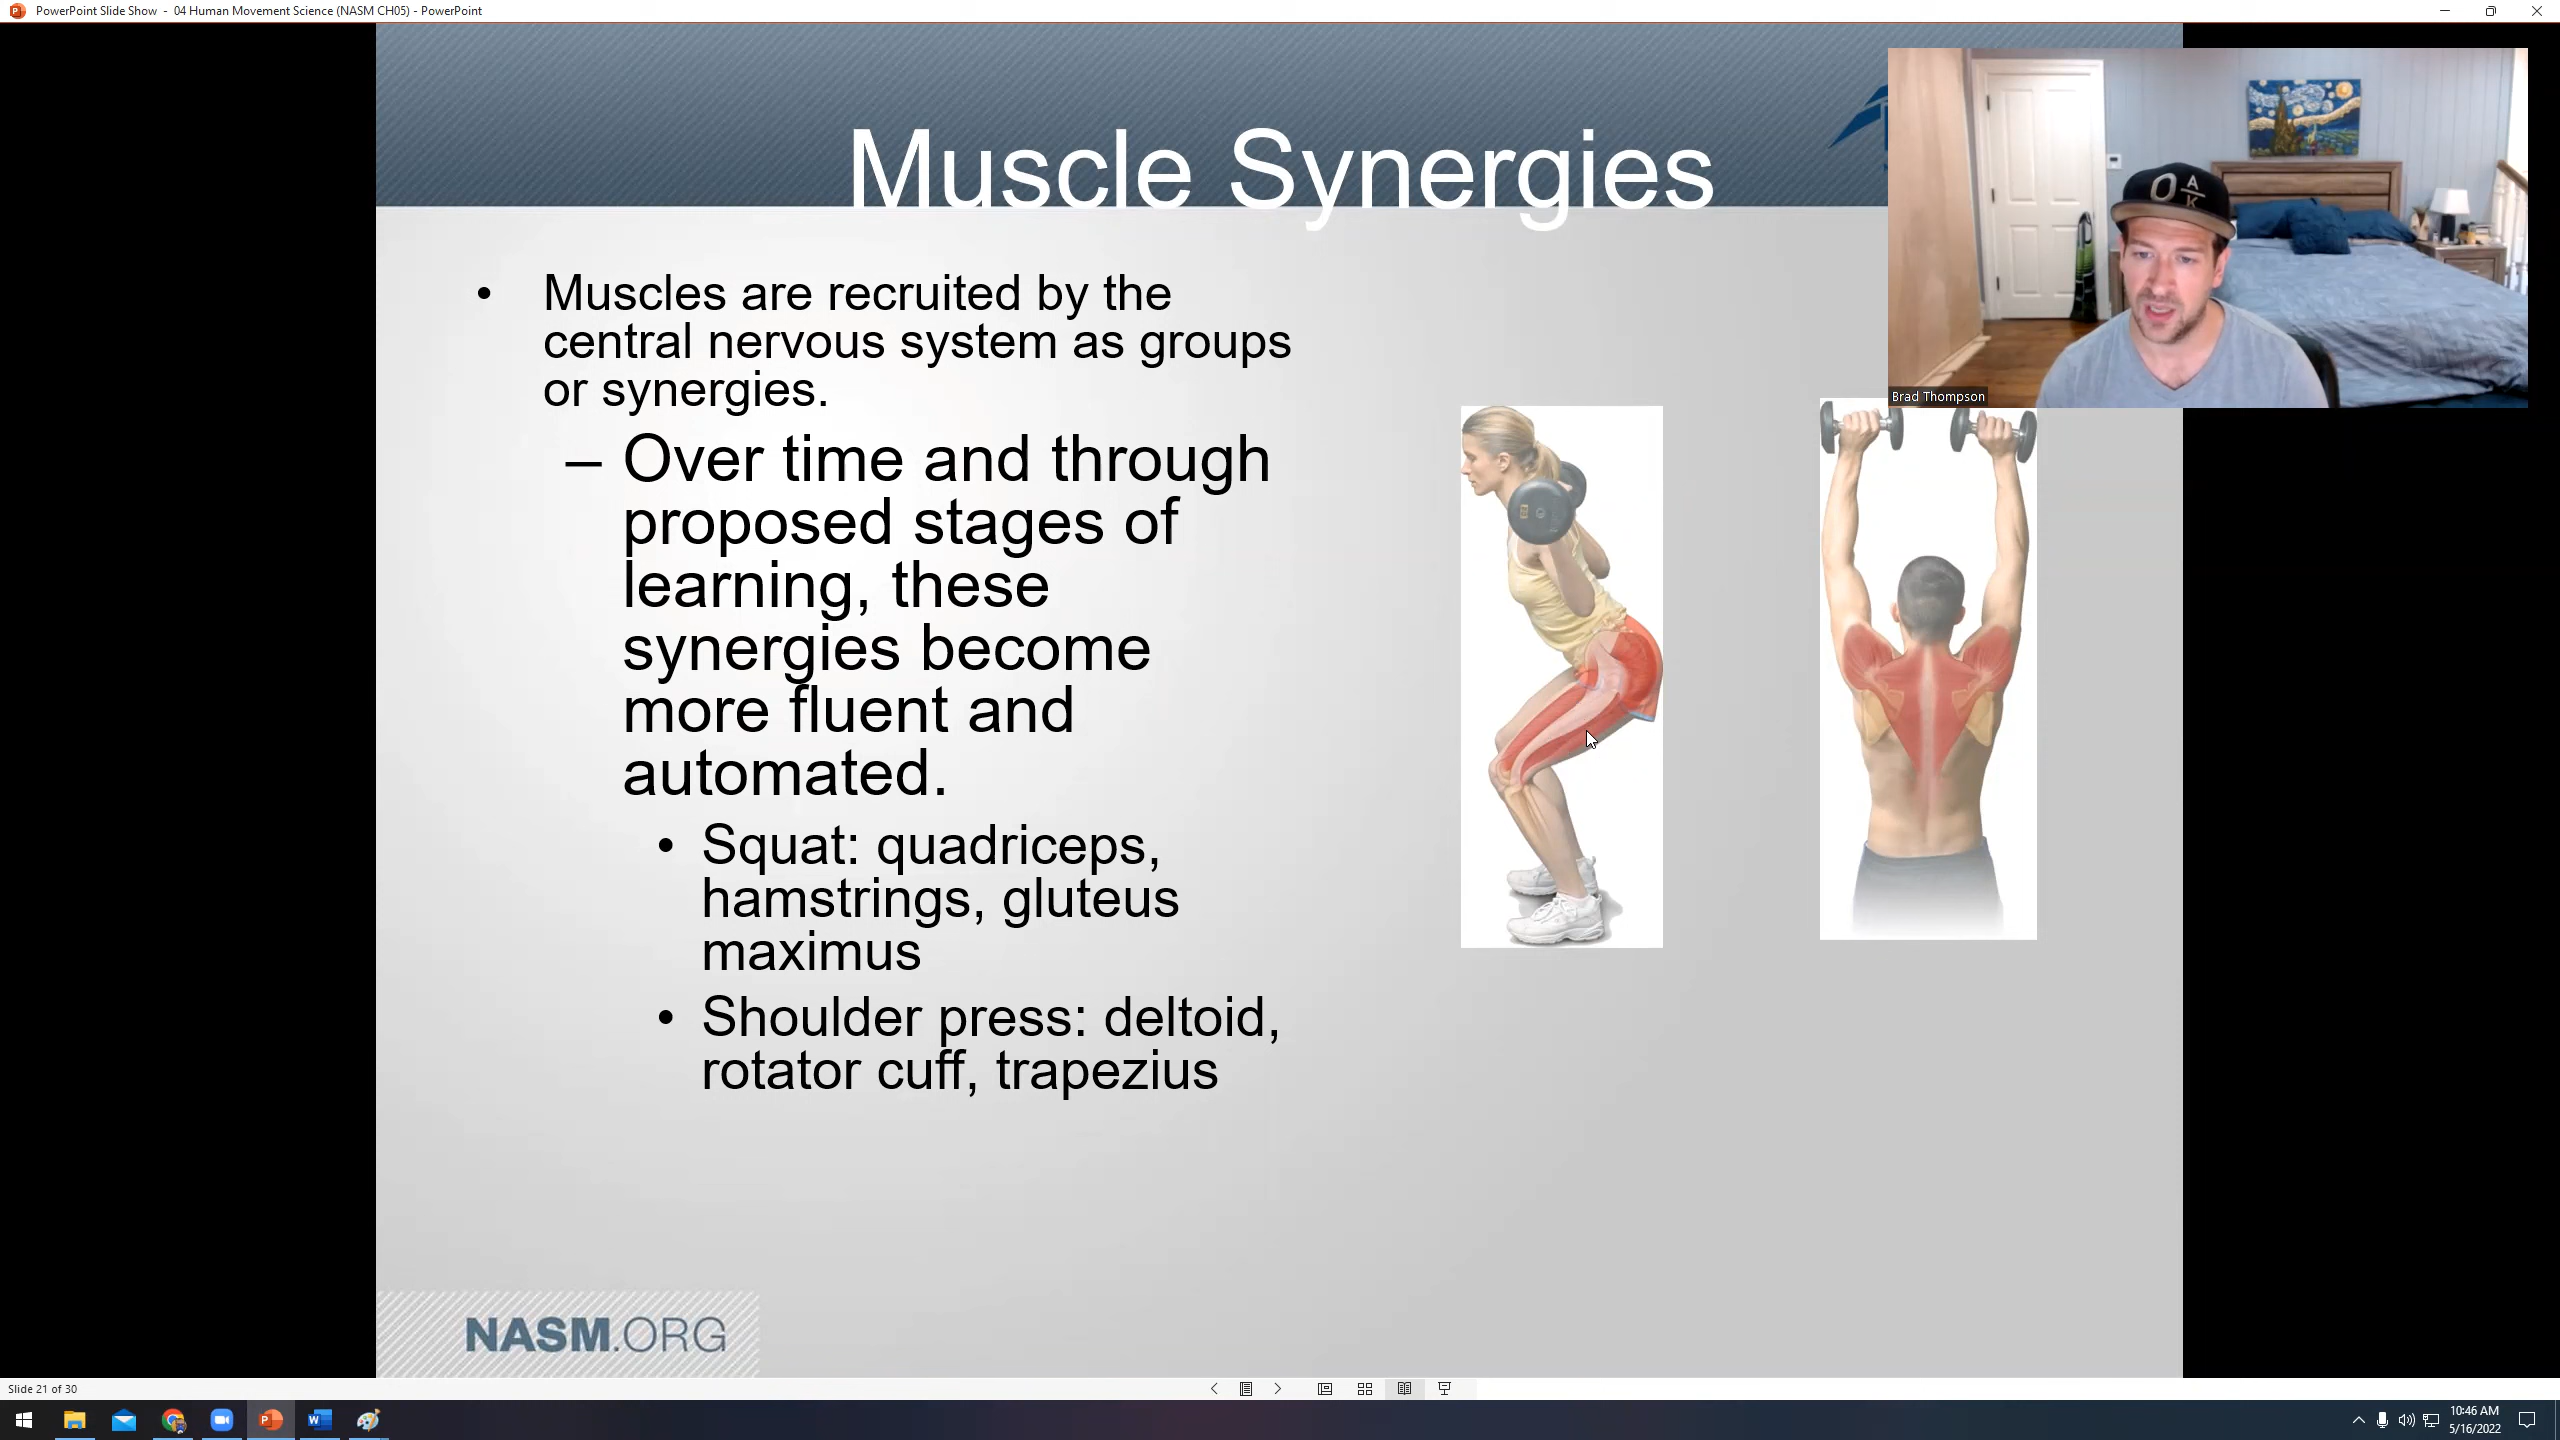 PowerPoint Slide Show - 04 Human Movement Science (NASM CH05) - PowerPoint
Muscle Synergies
O A K
Brad Thompson
• Muscles are recruited by the
central nervous system as groups
or synergies.
– Over time and through
proposed stages of
learning, these
synergies become
more fluent and
automated.
• Squat: quadriceps,
hamstrings, gluteus
maximus
• Shoulder press: deltoid,
rotator cuff, trapezius
NASM.ORG
Slide 21 of 30
10:46 AM
5/16/2022